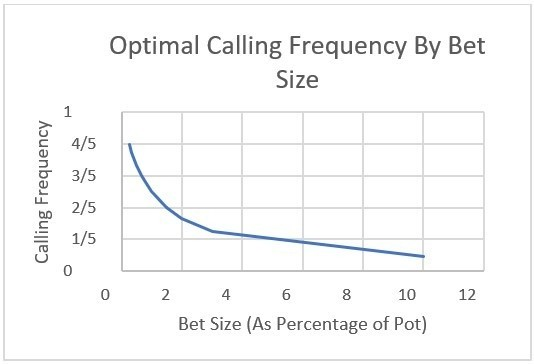 Optimal Calling Frequency By Bet
Size
Calling Frequency
1
4/5
3/5
2/5
1/5
0
0 2 4 6 8 10 12
Bet Size (As Percentage of Pot)